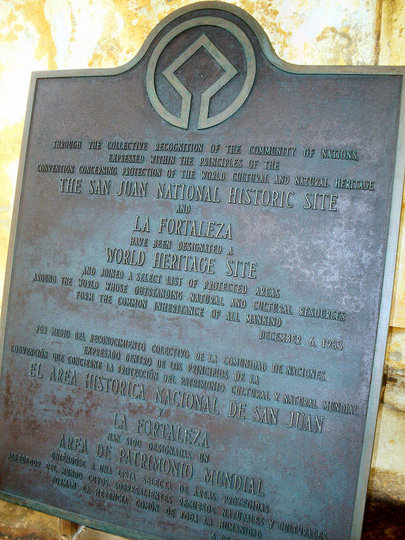 THROUGH THE COLLECTIVE RECOGNITION OF THE COMMUNITY OF NATIONS
EXPRESSED WITHIN THE PRINCIPLES OF THE
CONVENTION CONCERNING PROTECTION OF THE WORLD CULTURAL AND NATURAL HERITAGE
THE SAN JUAN NATIONAL HISTORIC SITE
AND
LA FORTALEZA
HAVE BEEN DESIGNATED A
WORLD HERITAGE SITE
AND JOINED A SELECT LIST OF PROTECTED AREAS
AROUND THE WORLD WHOSE OUTSTANDING NATURAL AND CULTURAL RESOURCES
FORM THE COMMON INHERITANCE OF ALL MANKIND
DECEMBER 6, 1983
POR MEDIO DEL RECONOCIMIENTO COLECTIVO DE LA COMUNIDAD DE NACIONES
EXPRESADO DENTRO DE LOS PRINCIPIOS DE LA
CONVENCIÓN QUE CONCIERNE LA PROTECCIÓN DEL PATRIMONIO CULTURAL Y NATURAL MUNDIAL
EL AREA HISTORICA NACIONAL DE SAN JUAN
Y
LA FORTALEZA
HAN SIDO DESIGNADAS UN
AREA DE PATRIMONIO MUNDIAL
UNIENDOSE A UNA LISTA SELECTA DE ÁREAS PROTEGIDAS
ALREDEDOR DEL MUNDO CUYOS SOBRESALIENTES RECURSOS NATURALES Y CULTURALES
FORMAN LA HERENCIA COMÚN DE TODA LA HUMANIDAD